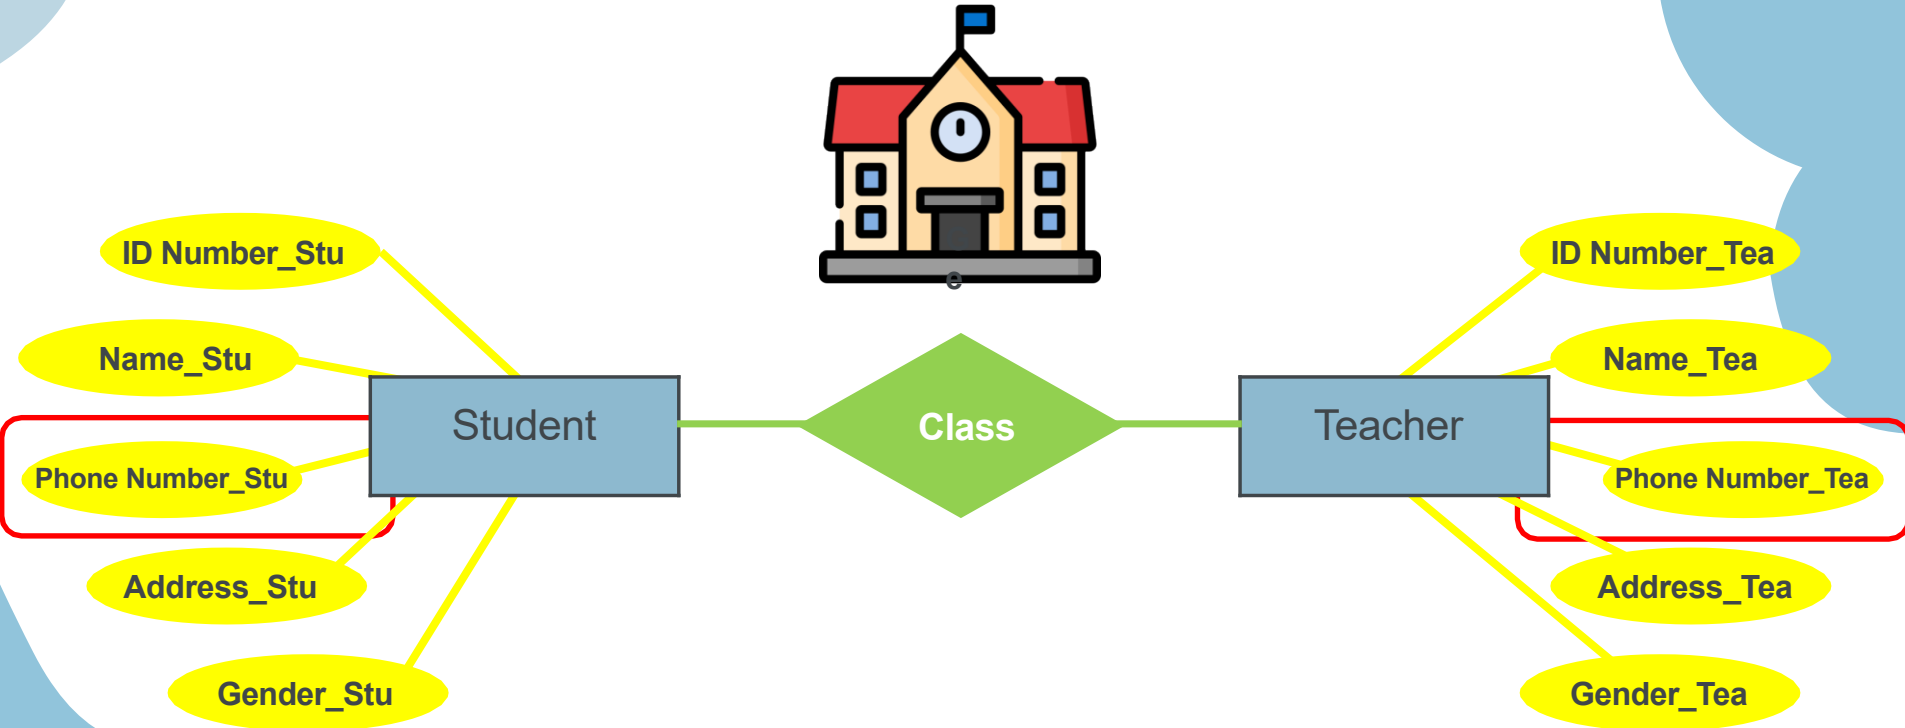 e
ID Number_Stu
Name_Stu
Phone Number_Stu
Address_Stu
Gender_Stu
Student
Class
Teacher
ID Number_Tea
Name_Tea
Phone Number_Tea
Address_Tea
Gender_Tea